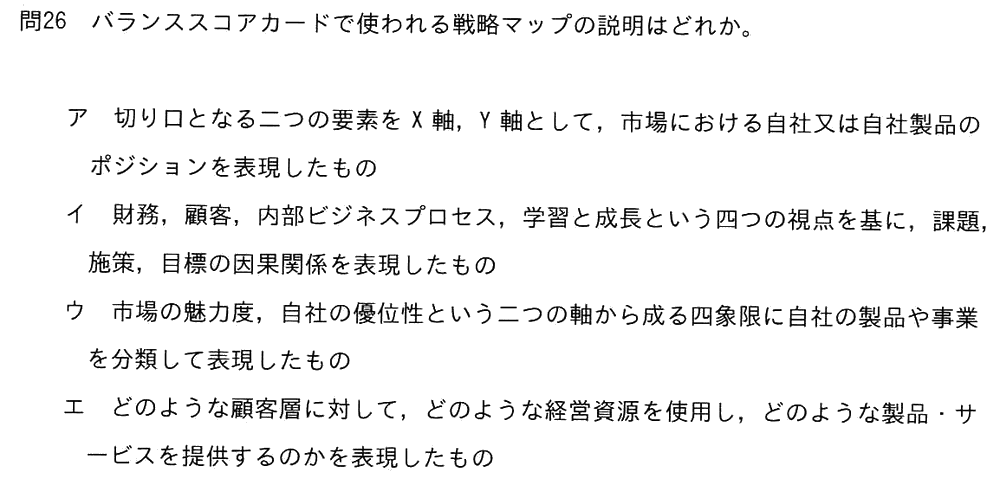 問26 バランススコアカードで使われる戦略マップの説明はどれか。
ア 切り口となる二つの要素を X 軸，Y 軸として，市場における自社又は自社製品の
ポジションを表現したもの
イ 財務，顧客，内部ビジネスプロセス，学習と成長という四つの視点を基に，課題，
施策，目標の因果関係を表現したもの
ウ 市場の魅力度，自社の優位性という二つの軸から成る四象限に自社の製品や事業
を分類して表現したもの
エ どのような顧客層に対して，どのような経営資源を使用し，どのような製品・サ
ービスを提供するのかを表現したもの